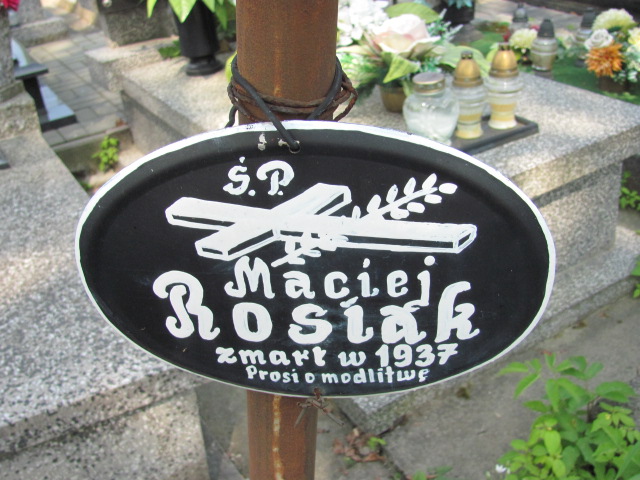 Ś.P.
Maciej
Rosiak
zmarł w 1937
Prosi o modlitwę